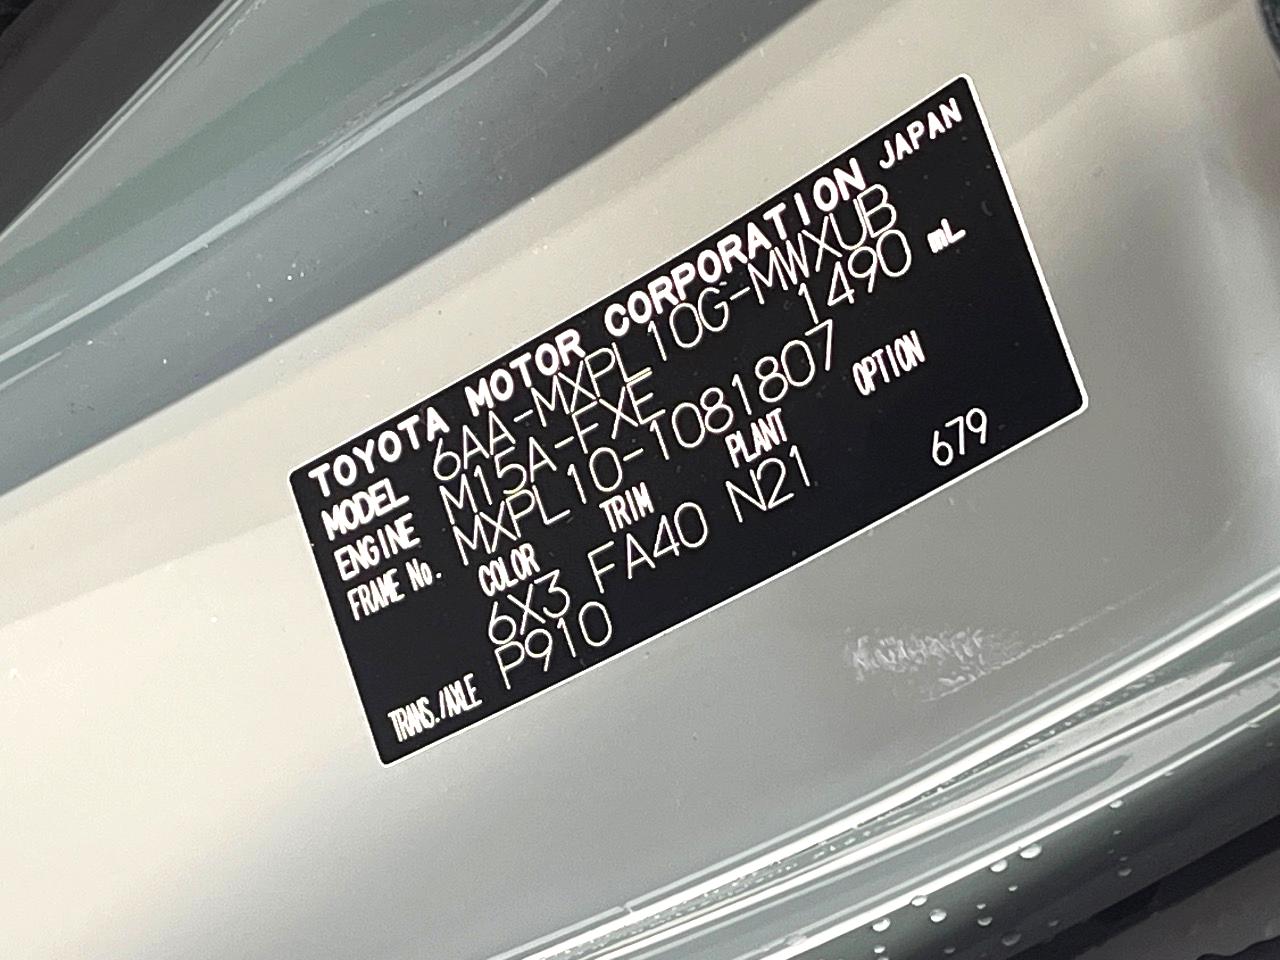 TOYOTA MOTOR CORPORATION JAPAN
MODEL 6AA-MXPL10G-MWXUB
ENGINE M15A-FXE 1490 mL
FRAME No. MXPL10-1081807
COLOR TRIM PLANT OPTION
6X3 FA40 N21 679
TRANS./AXLE P910